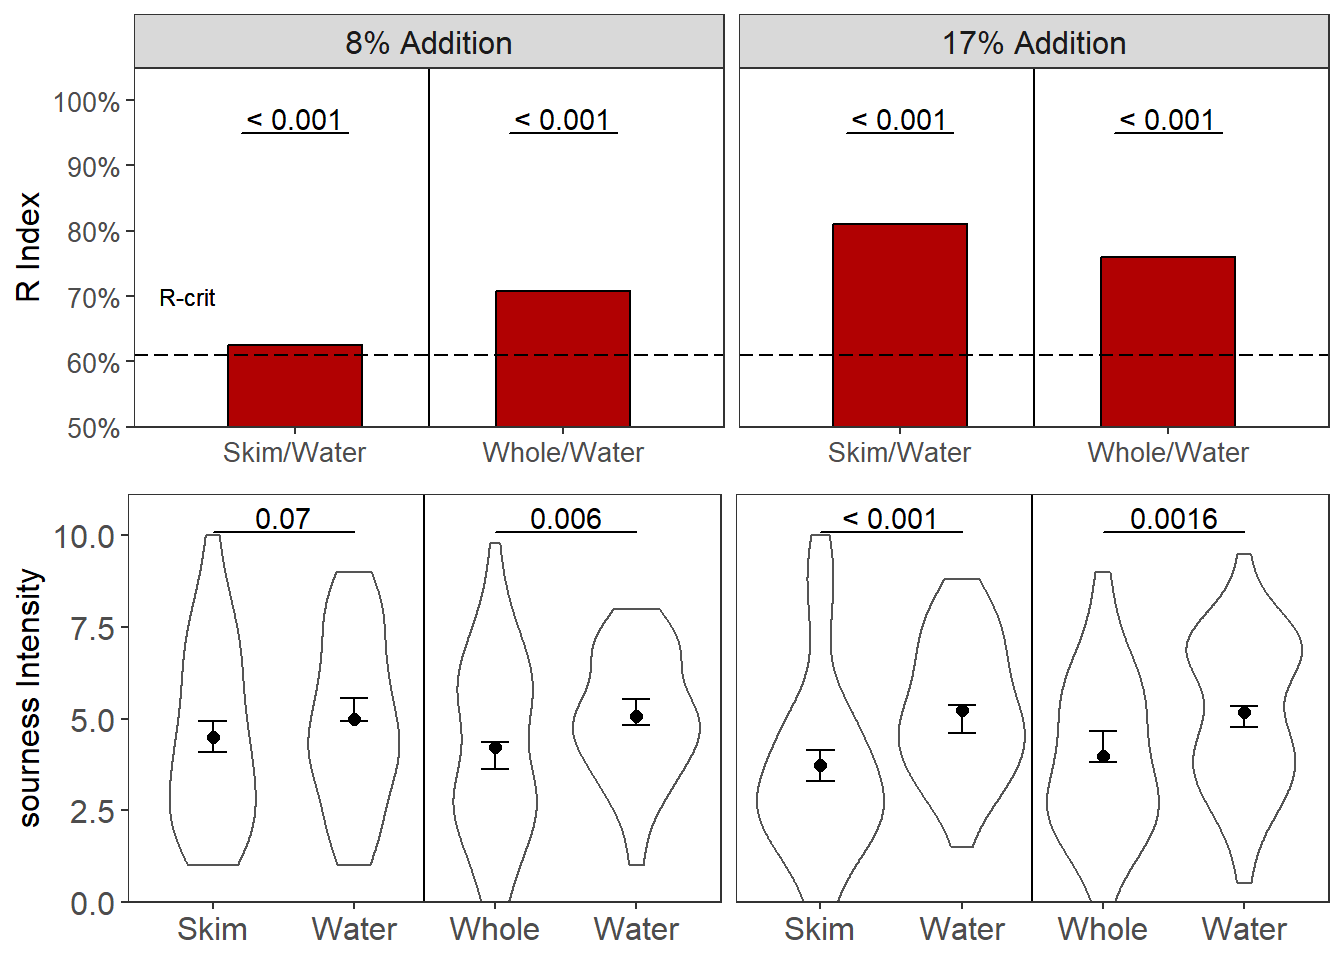 8% Addition
17% Addition
R Index
100%
90%
80%
70%
60%
50%
< 0.001
< 0.001
< 0.001
< 0.001
R-crit
Skim/Water
Whole/Water
Skim/Water
Whole/Water
sourness Intensity
10.0
7.5
5.0
2.5
0.0
0.07
0.006
< 0.001
0.0016
Skim
Water
Whole
Water
Skim
Water
Whole
Water